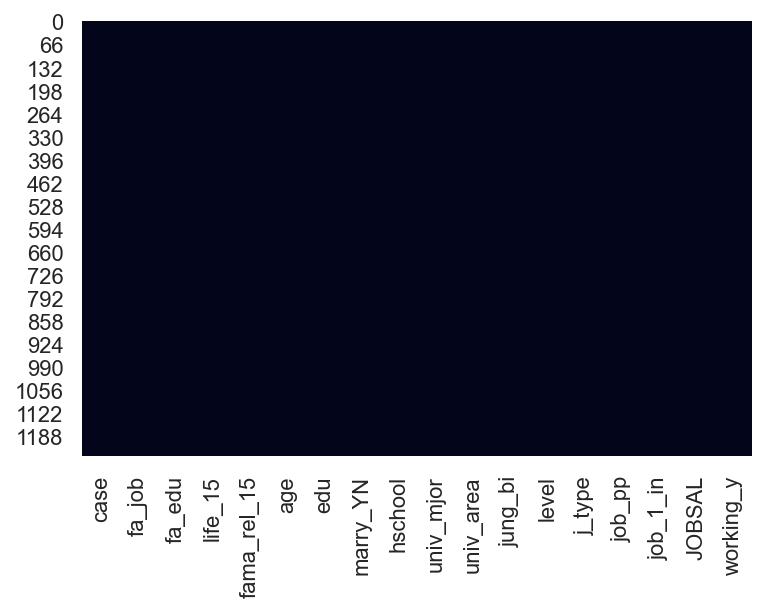 0
66
132
198
264
330
396
462
528
594
660
726
792
858
924
990
1056
1122
1188
case
fa_job
fa_edu
life_15
fama_rel_15
age
edu
marry_YN
hschool
univ_mjor
univ_area
jung_bi
level
j_type
job_pp
job_1_in
JOBSAL
working_y